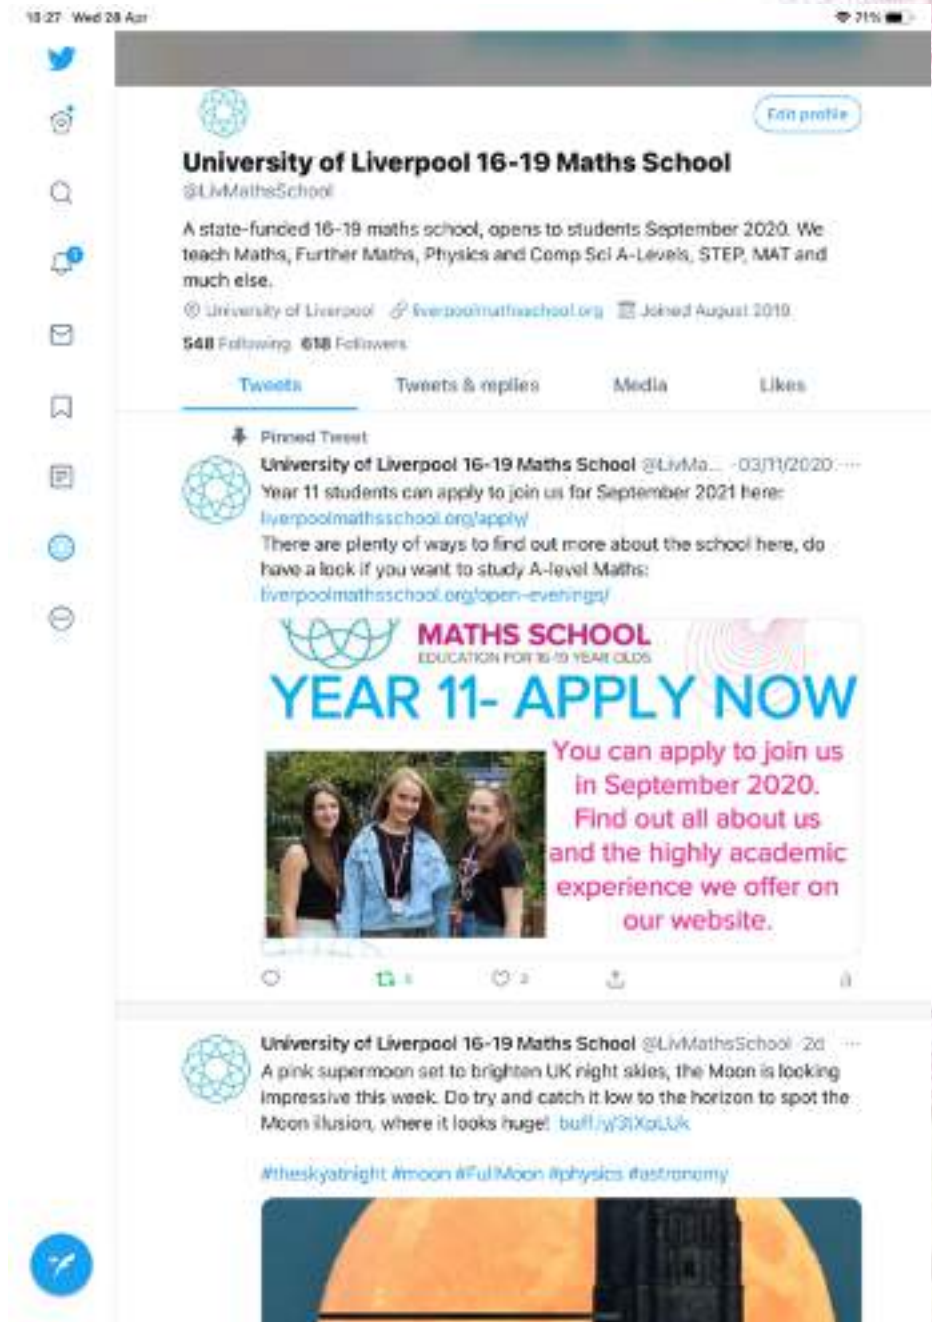 18:27 Wed 28 Apr
71%
Edit profile
University of Liverpool 16-19 Maths School
@LivMathsSchool
A state-funded 16-19 maths school, opens to students September 2020. We
teach Maths, Further Maths, Physics and Comp Sci A-Levels, STEP, MAT and
much else.
University of Liverpool liverpoolmathsschool.org Joined August 2019
548 Following 618 Followers
Tweets Tweets & replies Media Likes
Pinned Tweet
University of Liverpool 16-19 Maths School @LivMa... ·03/11/2020 ···
Year 11 students can apply to join us for September 2021 here:
liverpoolmathsschool.org/apply/
There are plenty of ways to find out more about the school here, do
have a look if you want to study A-level Maths:
liverpoolmathsschool.org/open-evenings/
MATHS SCHOOL
EDUCATION FOR 16-19 YEAR OLDS
YEAR 11- APPLY NOW
You can apply to join us
in September 2020.
Find out all about us
and the highly academic
experience we offer on
our website.
University of Liverpool 16-19 Maths School @LivMathsSchool · 2d ···
A pink supermoon set to brighten UK night skies, the Moon is looking
impressive this week. Do try and catch it low to the horizon to spot the
Moon illusion, where it looks huge!
#theskyatnight #moon #FullMoon #physics #astronomy